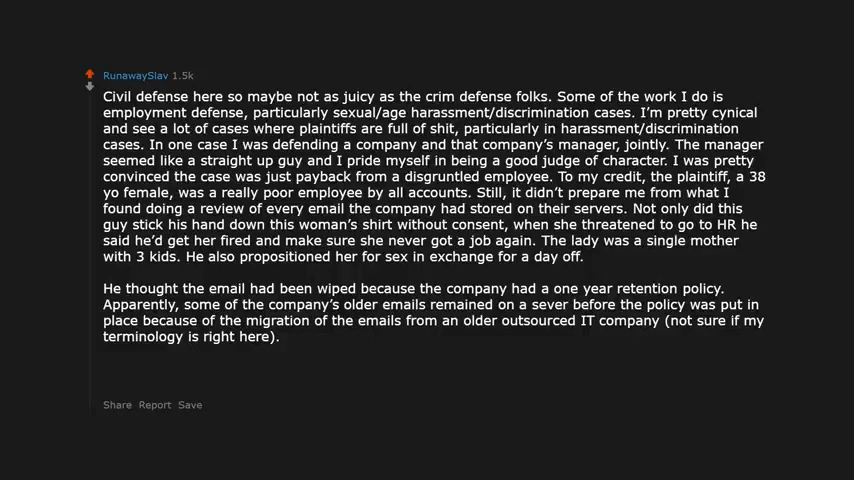 RunawaySlav 1.5k
Civil defense here so maybe not as juicy as the crim defense folks. Some of the work I do is
employment defense, particularly sexual/age harassment/discrimination cases. I'm pretty cynical
and see a lot of cases where plaintiffs are full of shit, particularly in harassment/discrimination
cases. In one case I was defending a company and that company's manager, jointly. The manager
seemed like a straight up guy and I pride myself in being a good judge of character. I was pretty
convinced the case was just payback from a disgruntled employee. To my credit, the plaintiff, a 38
yo female, was a really poor employee by all accounts. Still, it didn't prepare me from what I
found doing a review of every email the company had stored on their servers. Not only did this
guy stick his hand down this woman's shirt without consent, when she threatened to go to HR he
said he'd get her fired and make sure she never got a job again. The lady was a single mother
with 3 kids. He also propositioned her for sex in exchange for a day off.
He thought the email had been wiped because the company had a one year retention policy.
Apparently, some of the company's older emails remained on a sever before the policy was put in
place because of the migration of the emails from an older outsourced IT company (not sure if my
terminology is right here).
Share Report Save